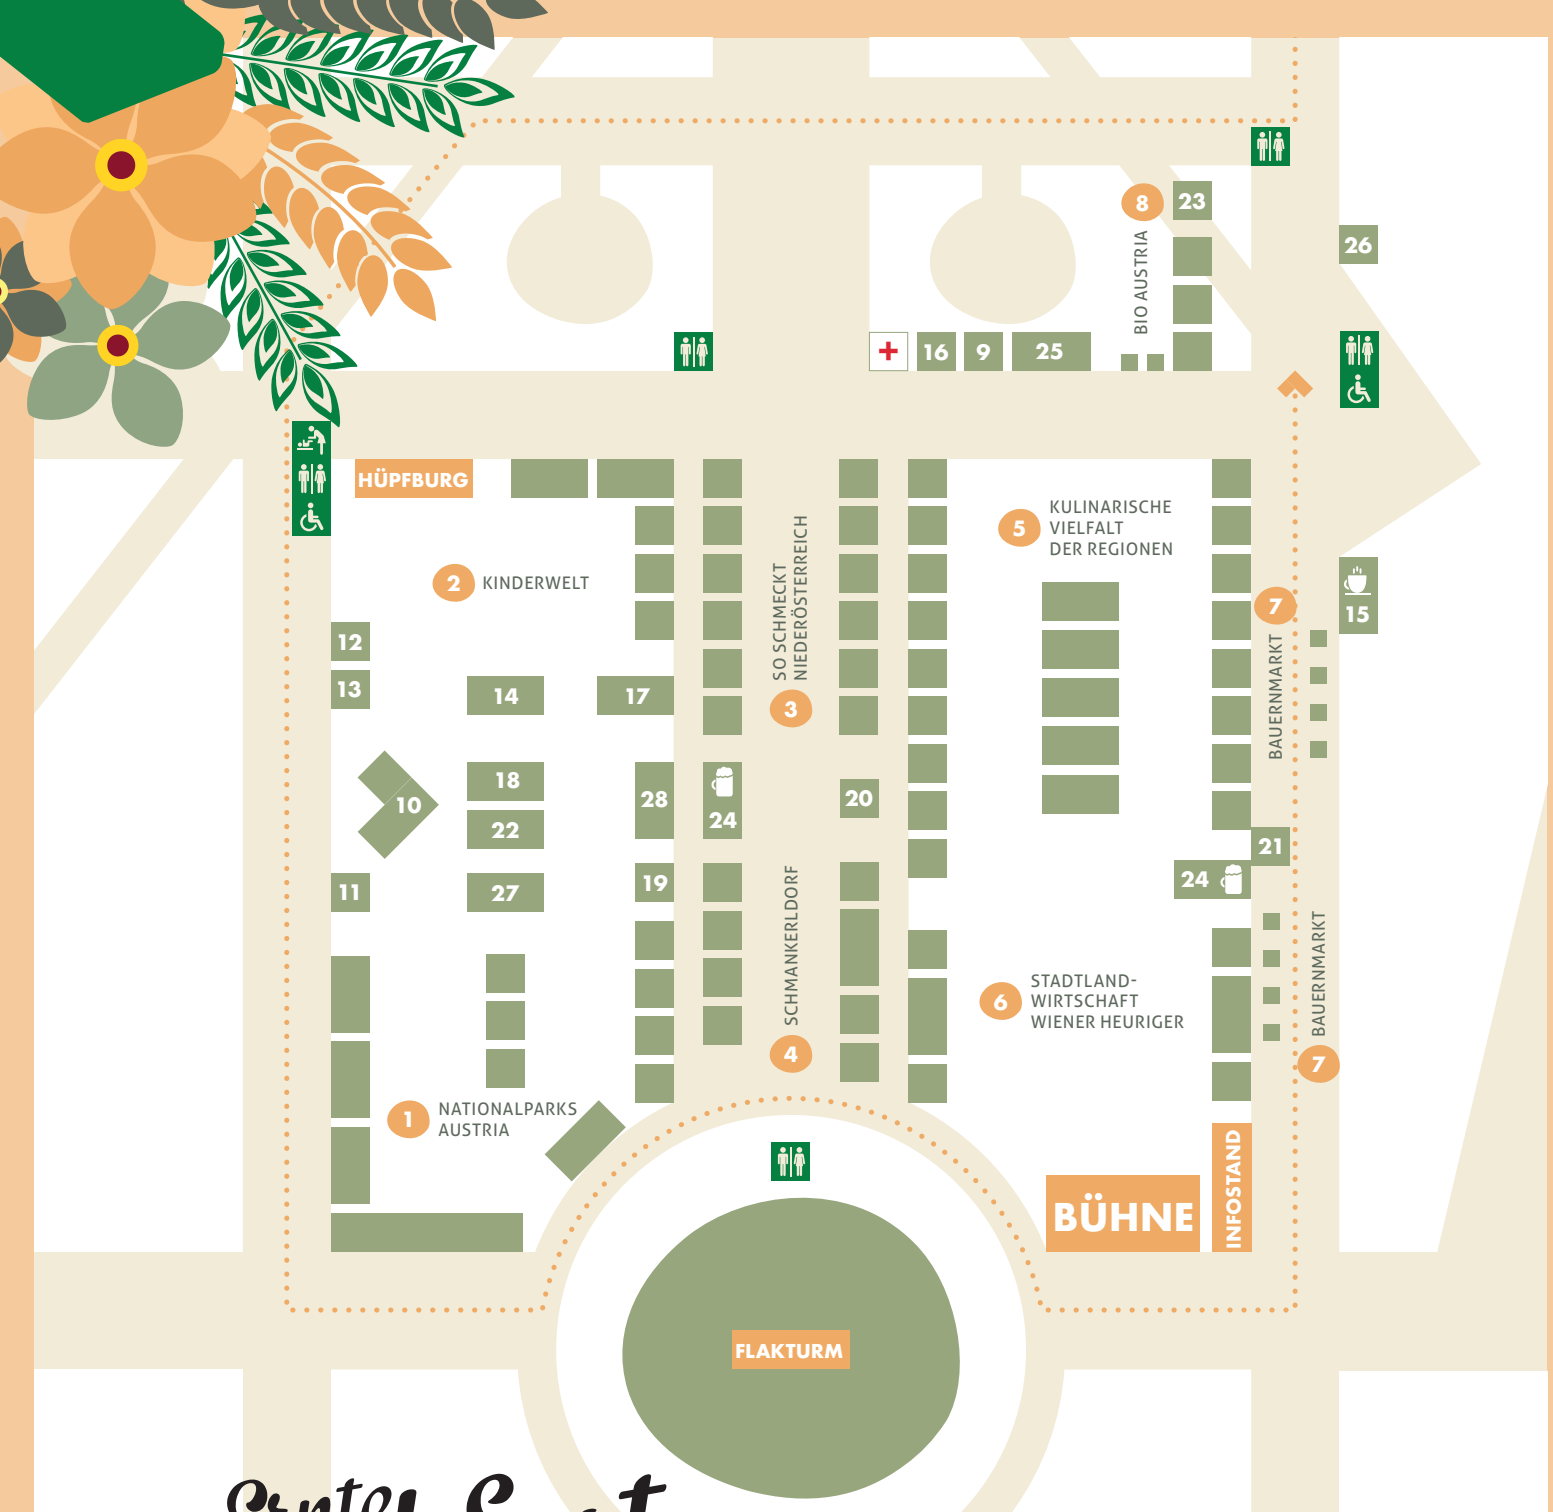 8
23
BIO AUSTRIA
26
16
9
25
HÜPFBURG
2
KINDERWELT
SO SCHMECKT
NIEDERÖSTERREICH
3
5
KULINARISCHE
VIELFALT
DER REGIONEN
7
BAUERNMARKT
15
12
13
14
17
10
18
22
28
24
20
21
24
11
27
19
SCHMANKERLDORF
4
6
STADTLAND-
WIRTSCHAFT
WIENER HEURIGER
BAUERNMARKT
7
1
NATIONALPARKS
AUSTRIA
BÜHNE
INFOSTAND
FLAKTURM